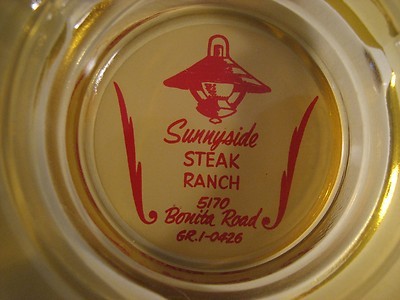 Sunnyside
STEAK
RANCH
5170
Bonita Road
GR.1-0426